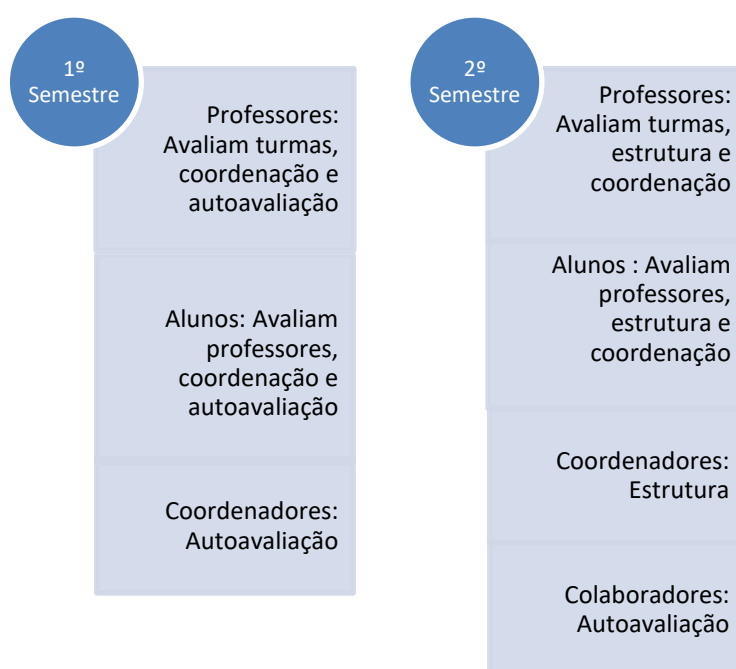 1º
Semestre
Professores:
Avaliam turmas,
coordenação e
autoavaliação
Alunos: Avaliam
professores,
coordenação e
autoavaliação
Coordenadores:
Autoavaliação
2º
Semestre
Professores:
Avaliam turmas,
estrutura e
coordenação
Alunos : Avaliam
professores,
estrutura e
coordenação
Coordenadores:
Estrutura
Colaboradores:
Autoavaliação